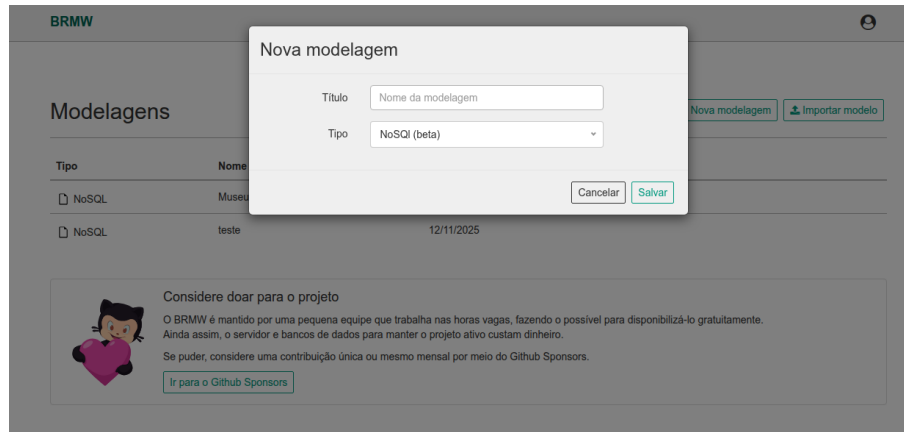 BRMW
Nova modelagem
Título
Nome da modelagem
Tipo
NoSQl (beta)
Cancelar
Salvar
Modelagens
Nova modelagem
Importar modelo
Tipo
Nome
NoSQL
Museu
NoSQL
teste
12/11/2025
Considere doar para o projeto
O BRMW é mantido por uma pequena equipe que trabalha nas horas vagas, fazendo o possível para disponibilizá-lo gratuitamente.
Ainda assim, o servidor e bancos de dados para manter o projeto ativo custam dinheiro.
Se puder, considere uma contribuição única ou mesmo mensal por meio do Github Sponsors.
Ir para o Github Sponsors